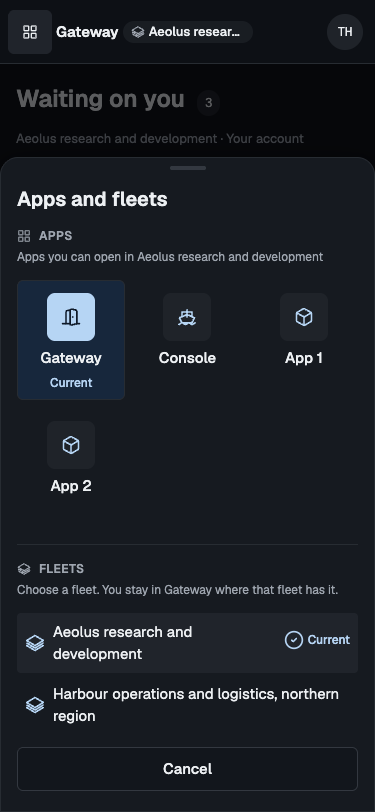 Gateway
Aeolus resear...
TH
Waiting on you
3
Aeolus research and development · Your account
Apps and fleets
APPS
Apps you can open in Aeolus research and development
Gateway
Current
Console
App 1
App 2
FLEETS
Choose a fleet. You stay in Gateway where that fleet has it.
Aeolus research and
development
Current
Harbour operations and logistics, northern
region
Cancel